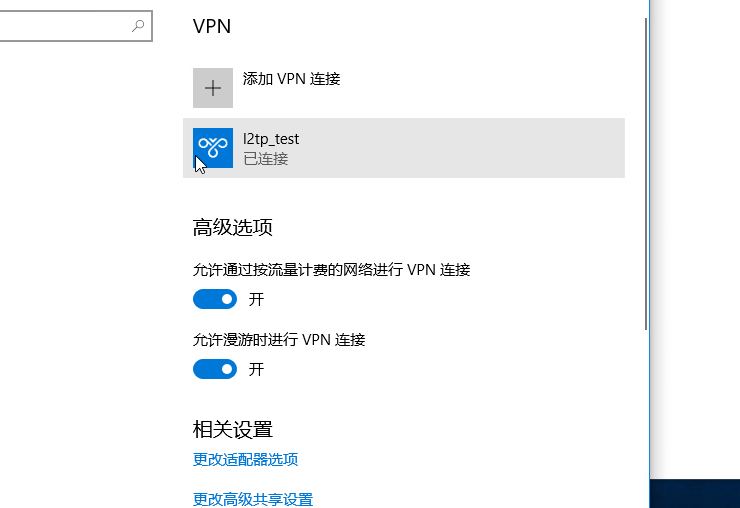 VPN
添加 VPN 连接
l2tp_test
已连接
高级选项
允许通过按流量计费的网络进行 VPN 连接
开
允许漫游时进行 VPN 连接
开
相关设置
更改适配器选项
更改高级共享设置